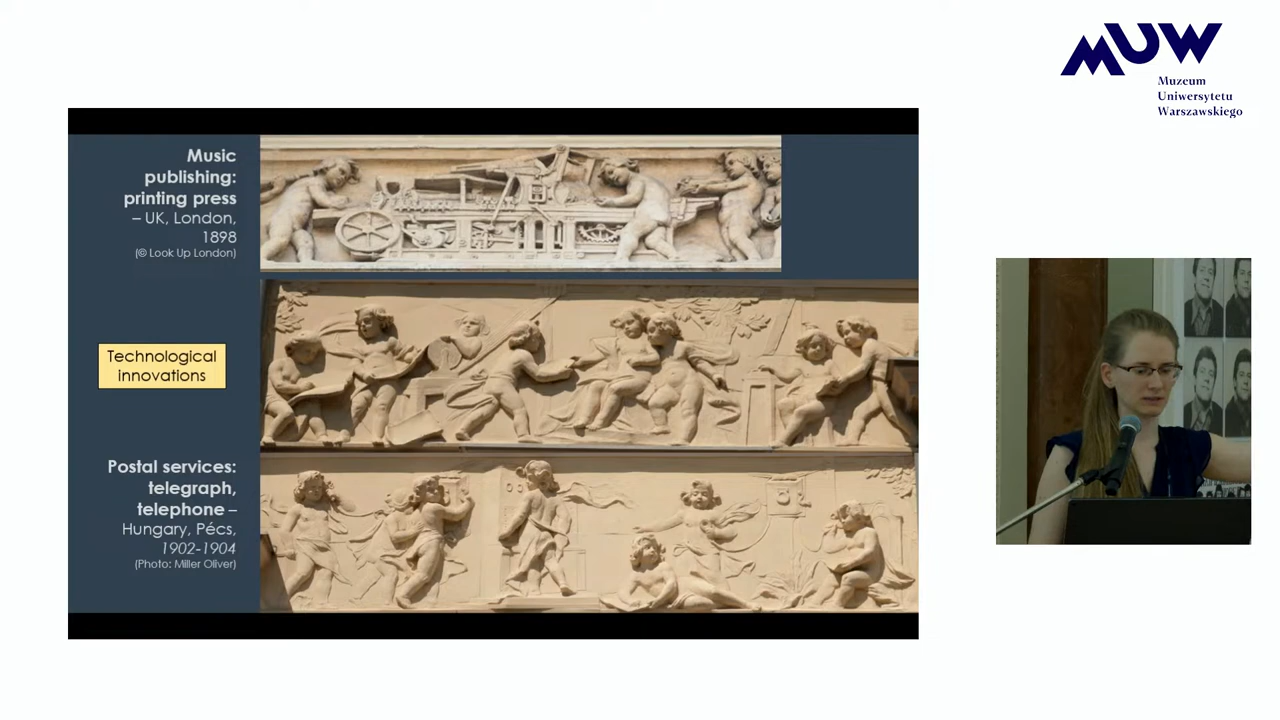 MUW
Muzeum
Uniwersytetu
Warszawskiego
Music
publishing:
printing press
– UK, London,
1898
(© Look Up London)
Technological
innovations
Postal services:
telegraph,
telephone –
Hungary, Pécs,
1902-1904
(Photo: Miller Oliver)